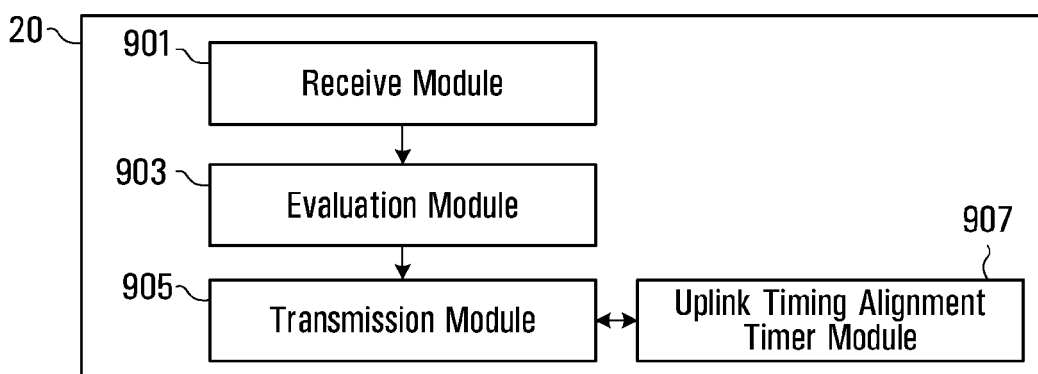 20
901
Receive Module
903
Evaluation Module
907
905
Transmission Module
Uplink Timing Alignment
Timer Module